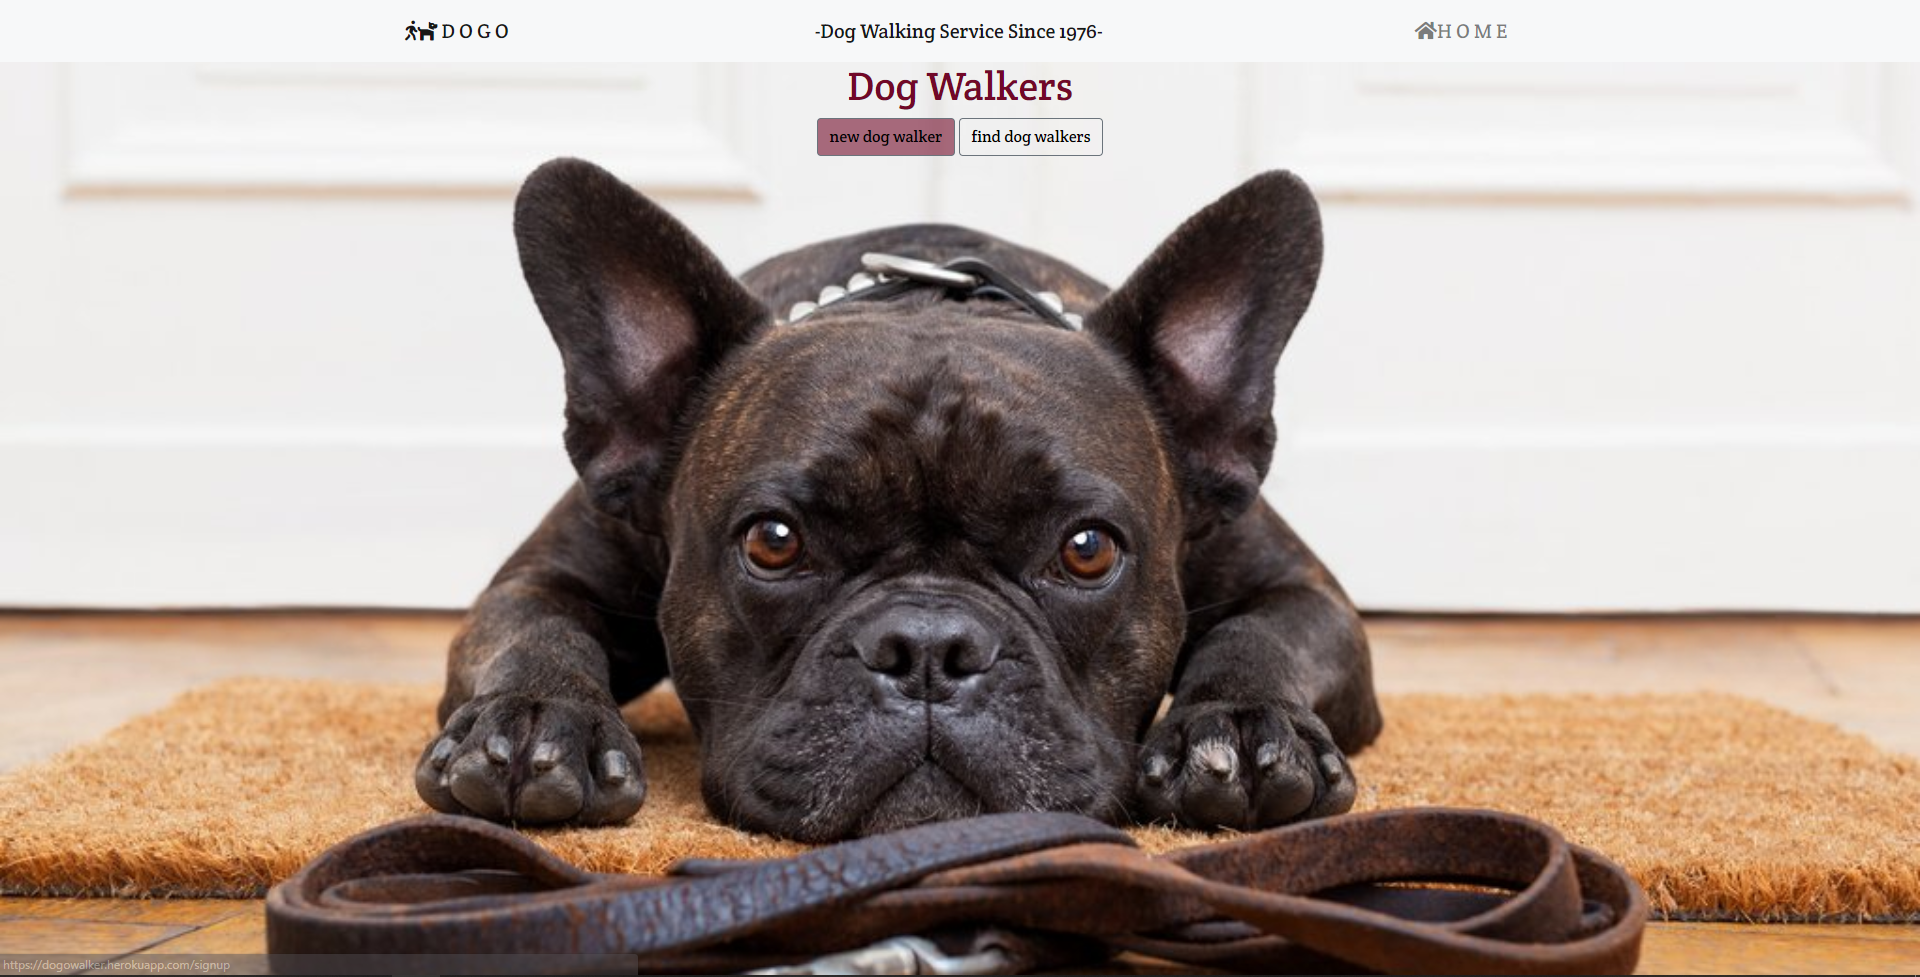 DOGO
-Dog Walking Service Since 1976-
HOME
Dog Walkers
new dog walker
find dog walkers
https://dogowalker.herokuapp.com/signup